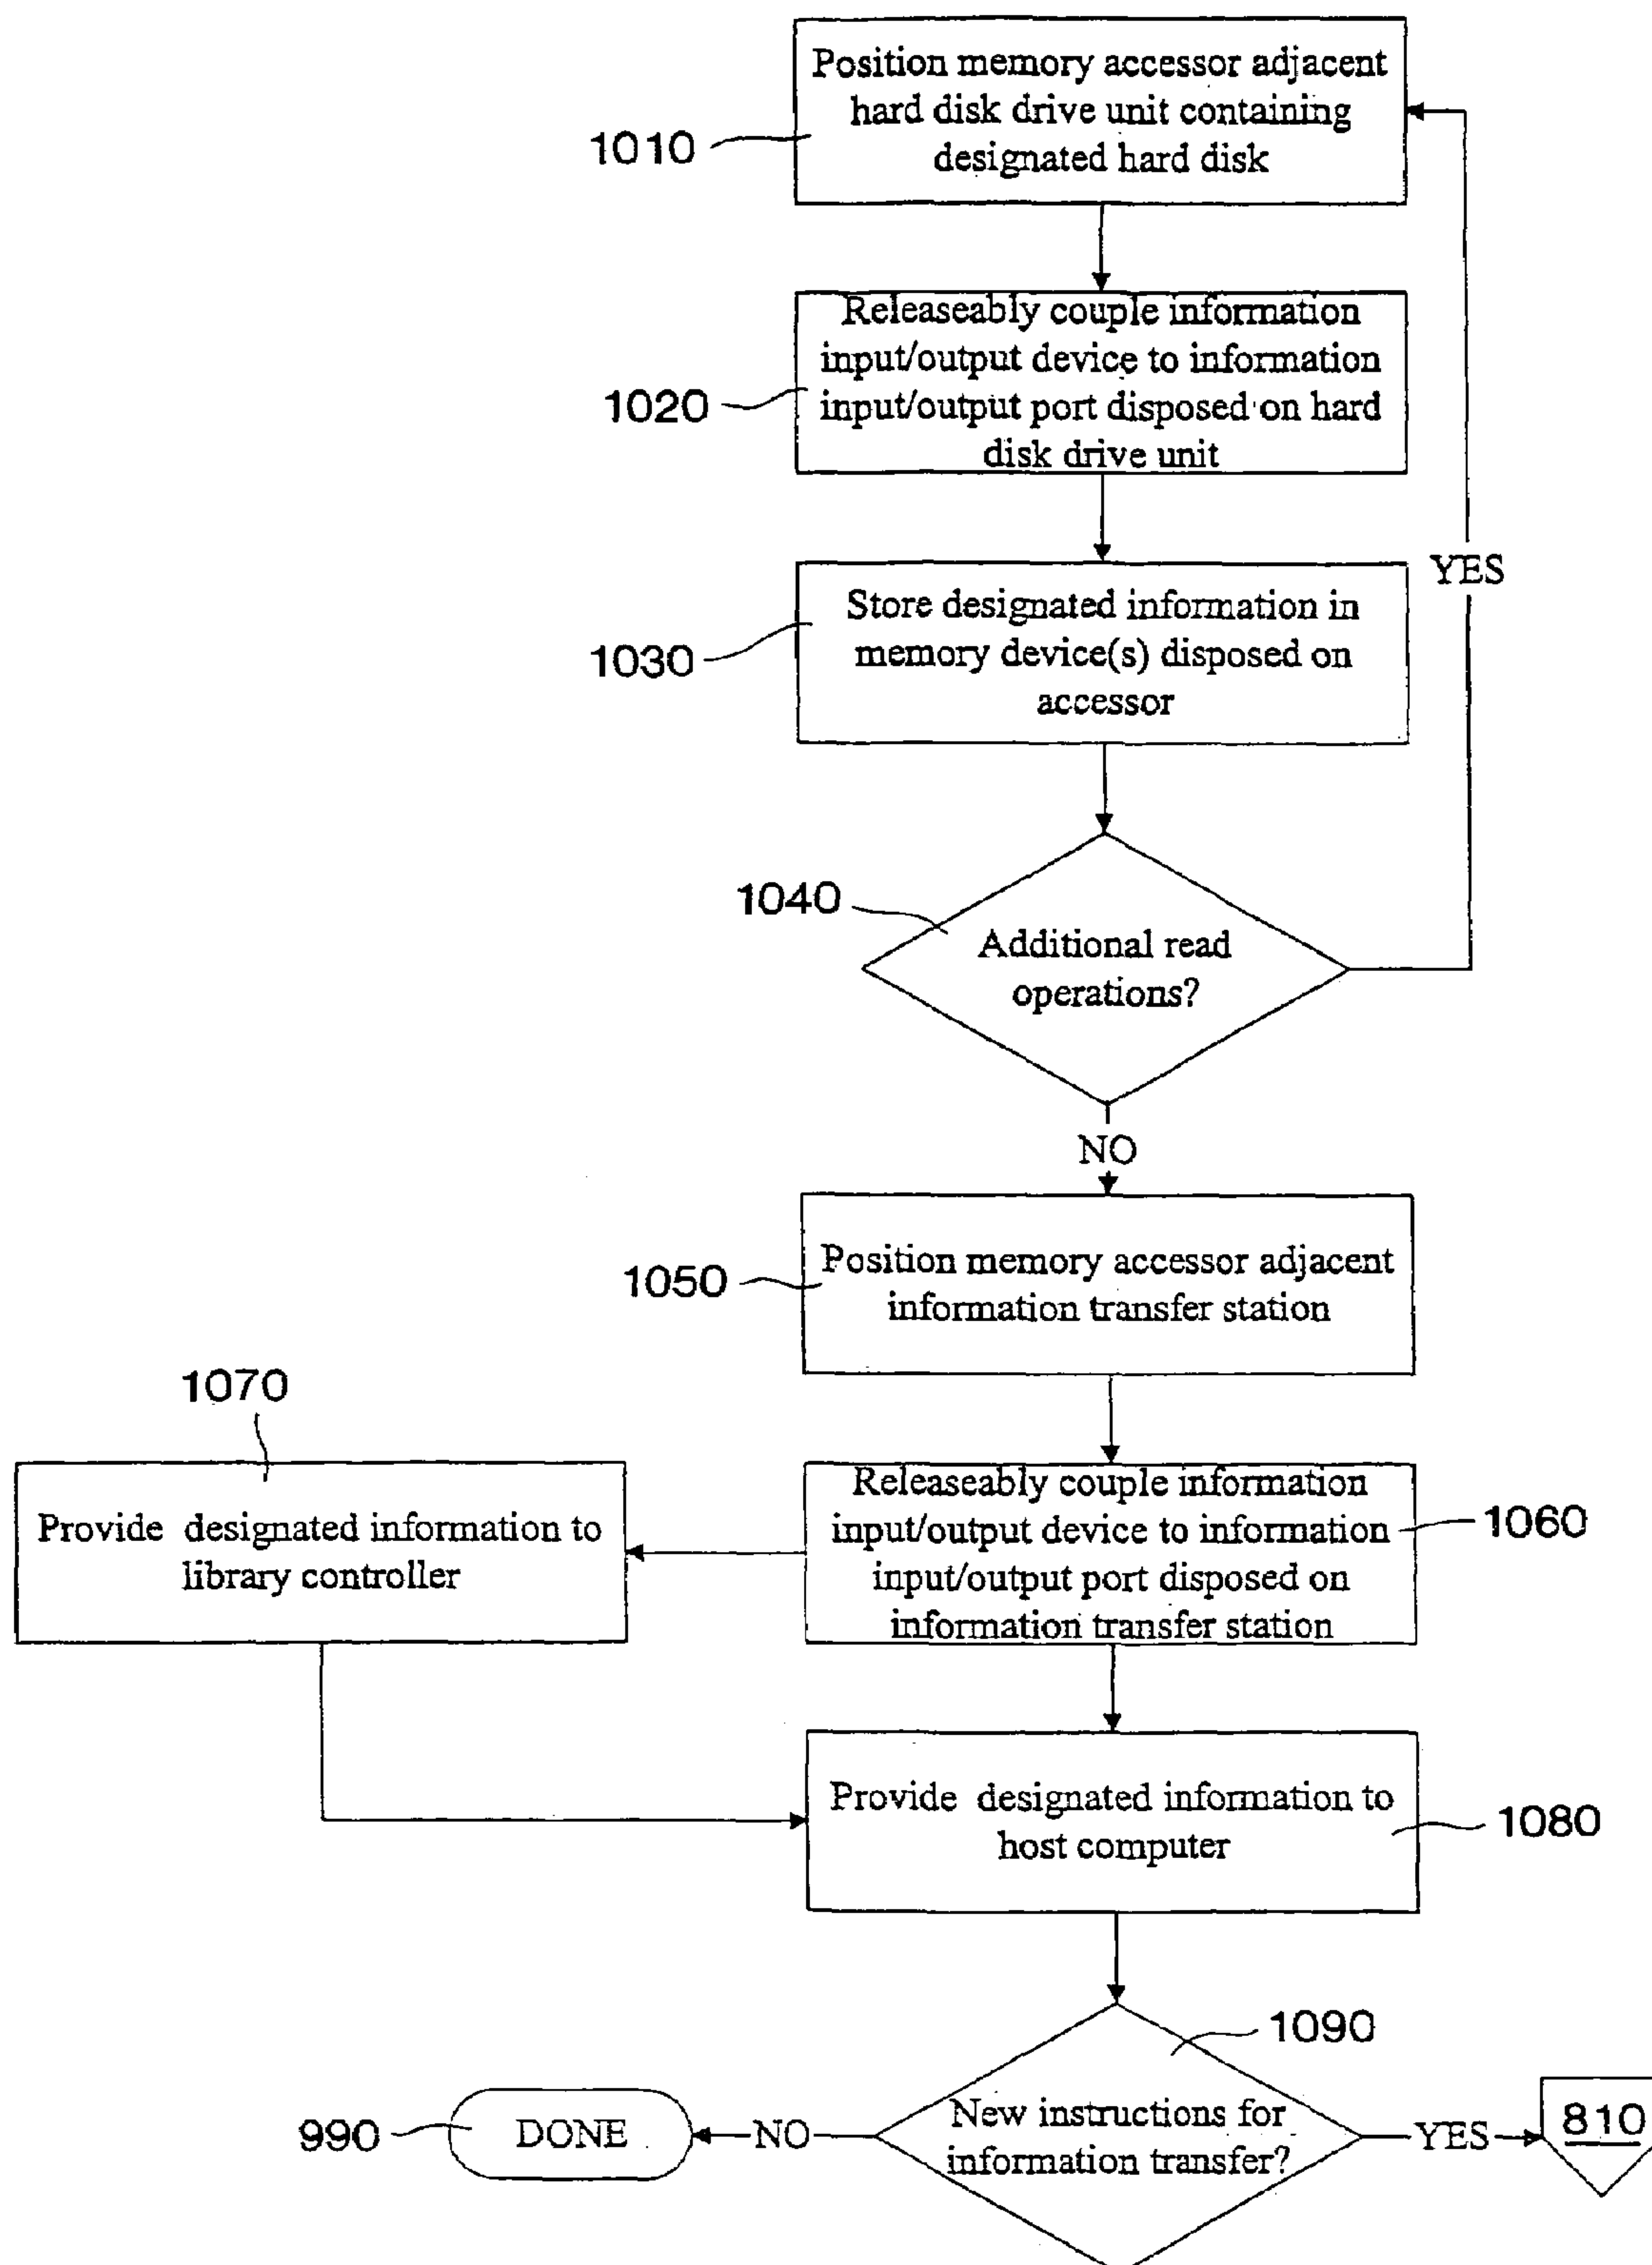 Position memory accessor adjacent
hard disk drive unit containing
designated hard disk
1010
Releaseably couple information
input/output device to information
input/output port disposed on hard
disk drive unit
1020
YES
Store designated information in
memory device(s) disposed on
accessor
1030
1040
Additional read
operations?
NO
Position memory accessor adjacent
information transfer station
1050
1070
Provide designated information to
library controller
Releaseably couple information
input/output device to information
input/output port disposed on
information transfer station
1060
Provide designated information to
host computer
1080
1090
New instructions for
information transfer?
990
DONE
NO
YES
810